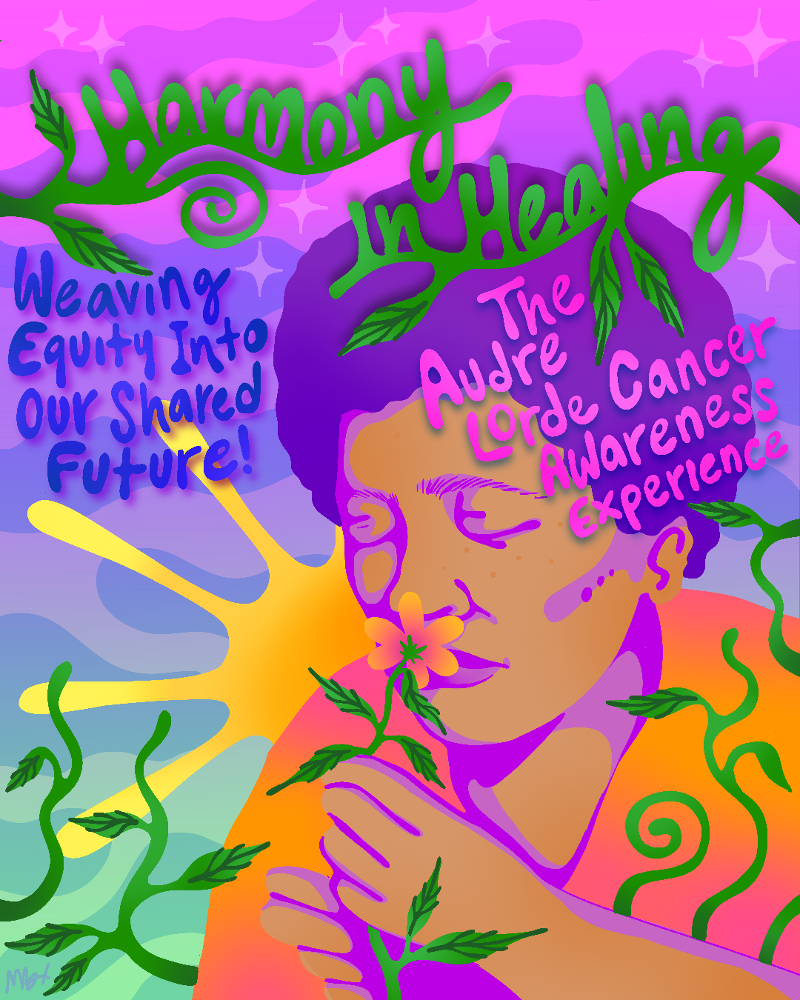 Harmony
in Healing
Weaving
Equity Into
Our Shared
Future!
The
Audre
Lorde Cancer
Awareness
Experience